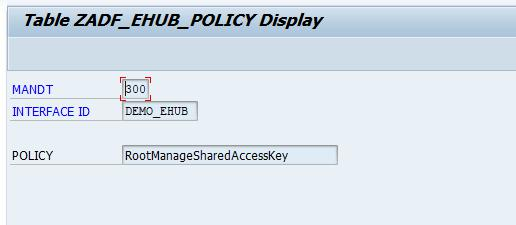 Table ZADF_EHUB_POLICY Display
MANDT 300
INTERFACE ID DEMO_EHUB
POLICY RootManageSharedAccessKey